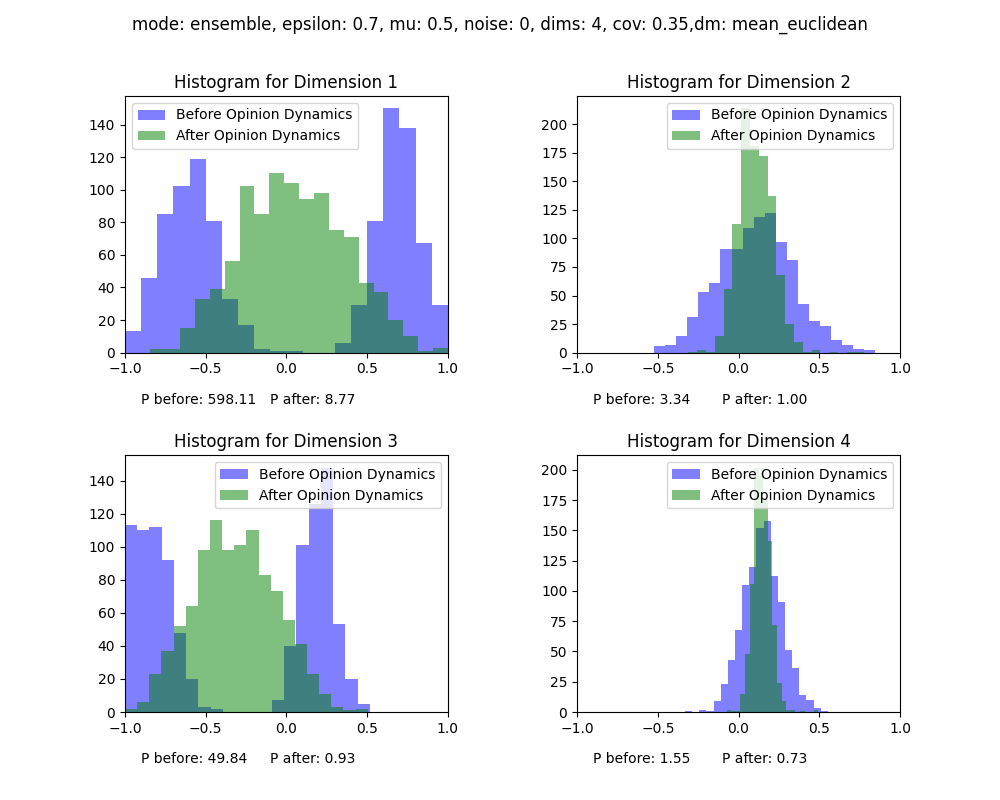 mode: ensemble, epsilon: 0.7, mu: 0.5, noise: 0, dims: 4, cov: 0.35,dm: mean_euclidean
Histogram for Dimension 1
Before Opinion Dynamics
After Opinion Dynamics
140
120
100
80
60
40
20
0
−1.0 −0.5 0.0 0.5 1.0
P before: 598.11 P after: 8.77
Histogram for Dimension 2
Before Opinion Dynamics
After Opinion Dynamics
200
175
150
125
100
75
50
25
0
−1.0 −0.5 0.0 0.5 1.0
P before: 3.34 P after: 1.00
Histogram for Dimension 3
Before Opinion Dynamics
After Opinion Dynamics
140
120
100
80
60
40
20
0
−1.0 −0.5 0.0 0.5 1.0
P before: 49.84 P after: 0.93
Histogram for Dimension 4
Before Opinion Dynamics
After Opinion Dynamics
200
175
150
125
100
75
50
25
0
−1.0 −0.5 0.0 0.5 1.0
P before: 1.55 P after: 0.73